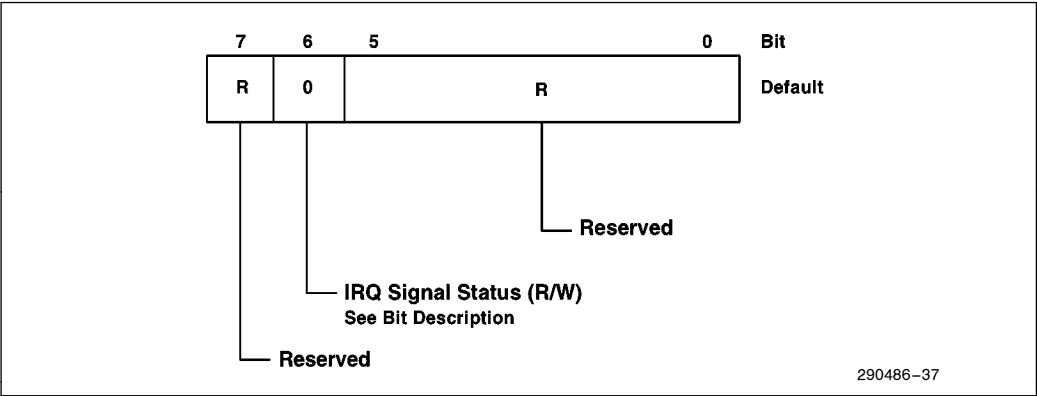 7 6 5 0 Bit
R 0 R Default
Reserved
IRQ Signal Status (R/W)
See Bit Description
Reserved
290486–37